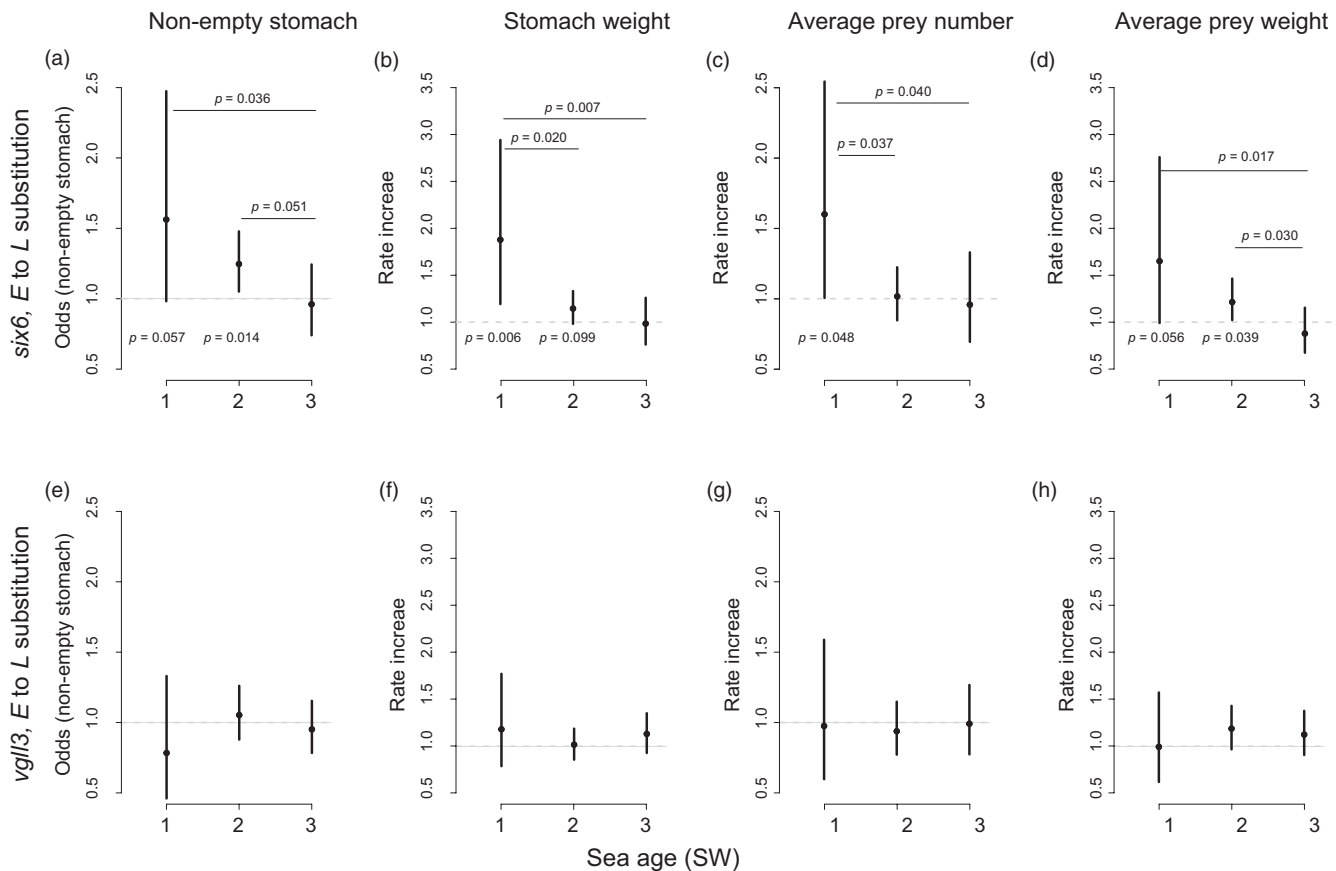 Non-empty stomach
Stomach weight
Average prey number
Average prey weight
(a)
six6, E to L substitution
Odds (non-empty stomach)
2.5
2.0
1.5
1.0
0.5
p = 0.036
p = 0.051
p = 0.057
p = 0.014
1
2
3
(b)
Rate increae
3.5
3.0
2.5
2.0
1.5
1.0
0.5
p = 0.007
p = 0.020
p = 0.006
p = 0.099
1
2
3
(c)
Rate increae
2.5
2.0
1.5
1.0
0.5
p = 0.040
p = 0.037
p = 0.048
1
2
3
(d)
Rate increae
3.5
3.0
2.5
2.0
1.5
1.0
0.5
p = 0.017
p = 0.030
p = 0.056
p = 0.039
1
2
3
(e)
vgll3, E to L substitution
Odds (non-empty stomach)
2.5
2.0
1.5
1.0
0.5
1
2
3
(f)
Rate increae
3.5
3.0
2.5
2.0
1.5
1.0
0.5
1
2
3
(g)
Rate increae
2.5
2.0
1.5
1.0
0.5
1
2
3
(h)
Rate increae
3.5
3.0
2.5
2.0
1.5
1.0
0.5
1
2
3
Sea age (SW)